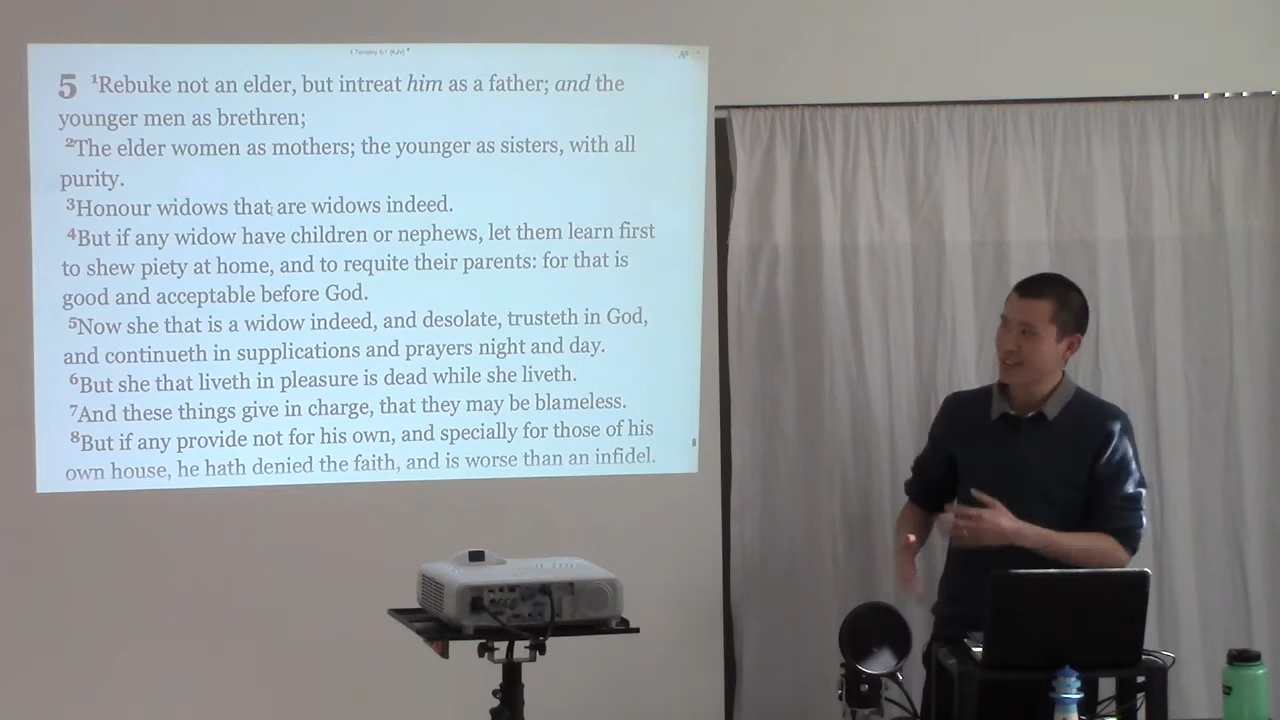 1 Timothy 5:1 (KJV)
5 1Rebuke not an elder, but intreat him as a father; and the
younger men as brethren;
2The elder women as mothers; the younger as sisters, with all
purity.
3Honour widows that are widows indeed.
4But if any widow have children or nephews, let them learn first
to shew piety at home, and to requite their parents: for that is
good and acceptable before God.
5Now she that is a widow indeed, and desolate, trusteth in God,
and continueth in supplications and prayers night and day.
6But she that liveth in pleasure is dead while she liveth.
7And these things give in charge, that they may be blameless.
8But if any provide not for his own, and specially for those of his
own house, he hath denied the faith, and is worse than an infidel.